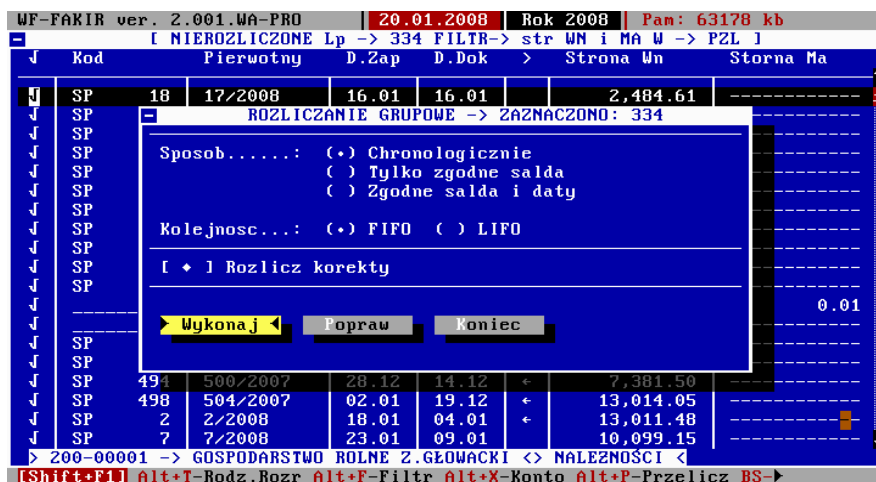 WF-FAKIR ver. 2.001.WA-PRO 20.01.2008 Rok 2008 Pam: 63178 kb
[ NIEROZLICZONE Lp -> 334 FILTR-> str WN i MA W -> PZL ]
√ Kod Pierwotny D.Zap D.Dok > Strona Wn Storna Ma
√ SP 18 17/2008 16.01 16.01 2,484.61 ------------
√ SP ROZLICZANIE GRUPOWE -> ZAZNACZONO: 334
√ SP
√ SP Sposob......: (•) Chronologicznie
√ SP ( ) Tylko zgodne salda
√ SP ( ) Zgodne salda i daty
√ SP
√ SP Kolejnosc...: (•) FIFO ( ) LIFO
√ SP
√ SP [ ♦ ] Rozlicz korekty
√ SP
√ ______ 0.01
√ ______ Wykonaj Popraw Koniec
√ SP
√ SP
√ SP 494 500/2007 28.12 14.12 ← 7,381.50 ------------
√ SP 498 504/2007 02.01 19.12 ← 13,014.05 ------------
√ SP 2 2/2008 18.01 04.01 ← 13,011.48 ------------
√ SP 7 7/2008 23.01 09.01 10,099.15 ------------
> 200-00001 -> GOSPODARSTWO ROLNE Z.GŁOWACKI <> NALEŻNOŚCI <
[Shift+F1] Alt+T-Rodz.Rozr Alt+F-Filtr Alt+X-Konto Alt+P-Przelicz BS-►